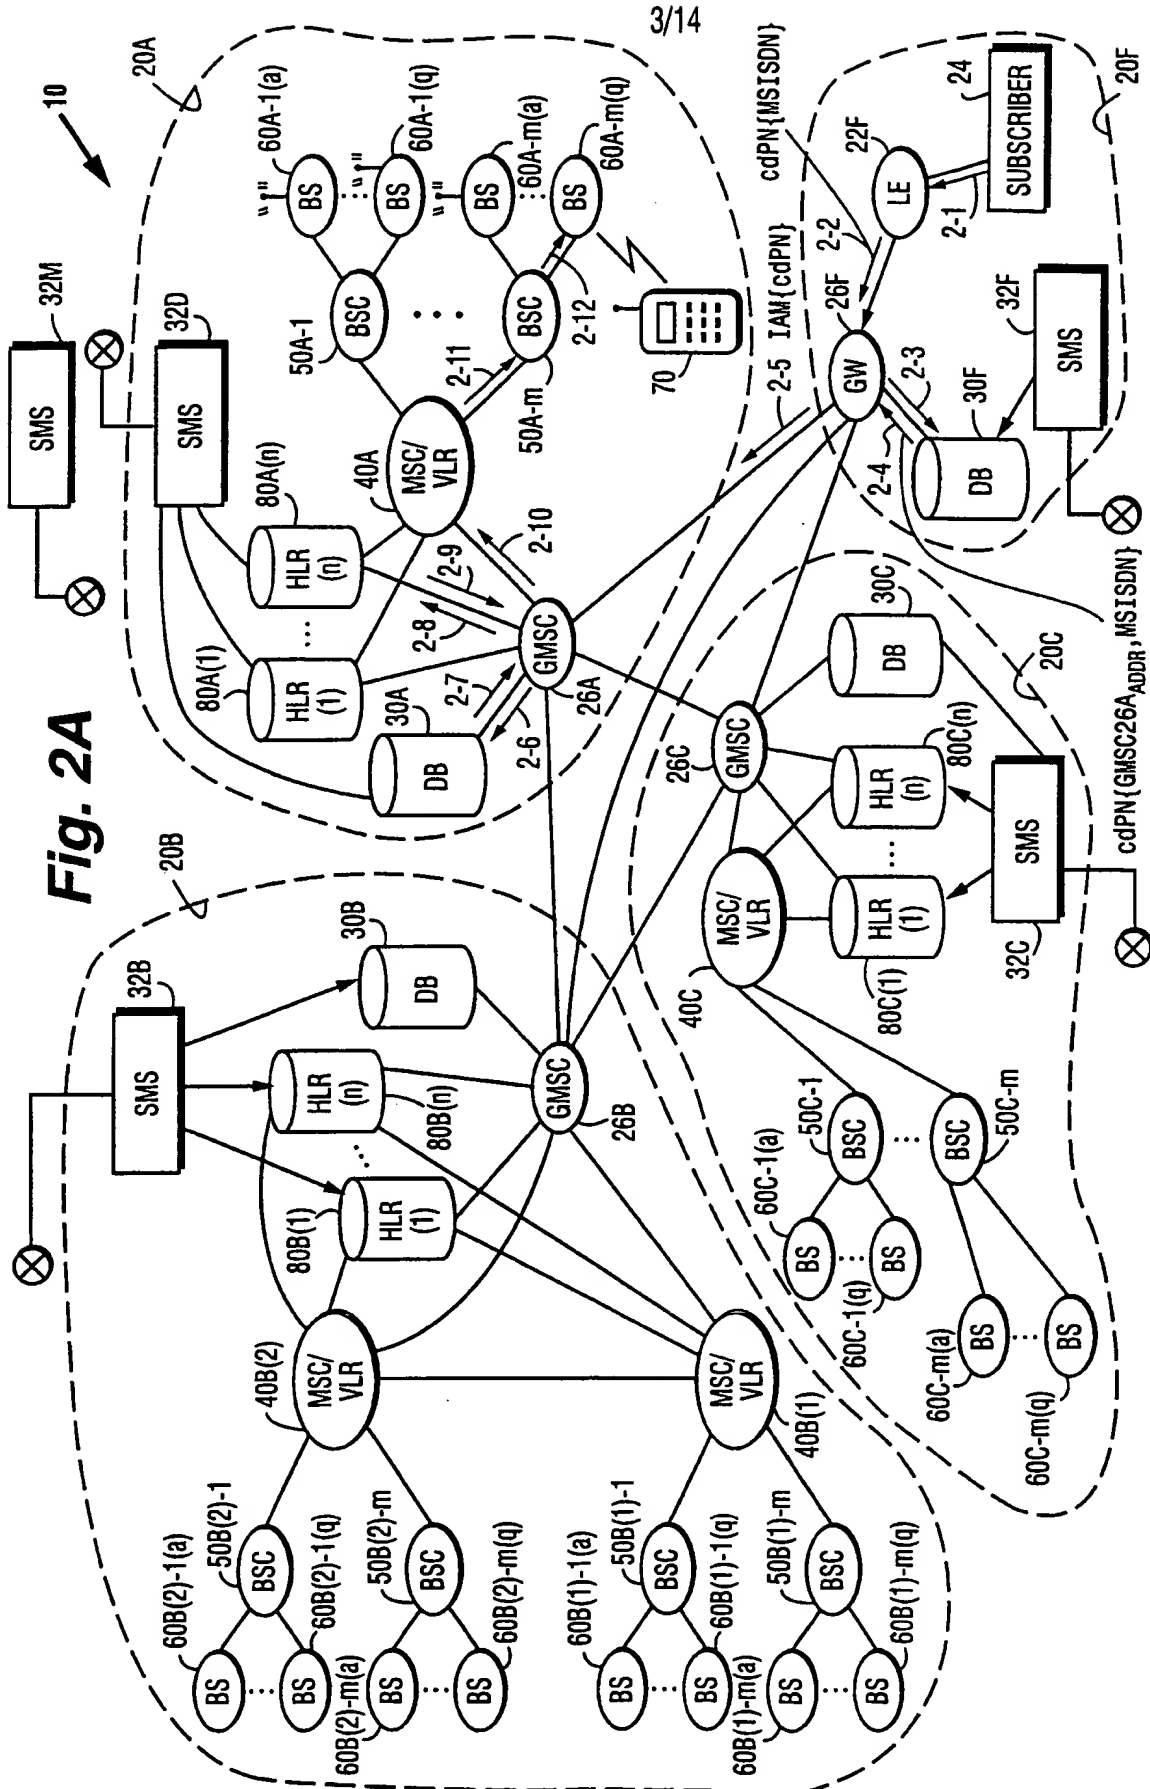 3/14
Fig. 2A
10
20A
60A-1(a)
BS
60A-1(q)
BS
60A-m(a)
BS
60A-m(q)
BS
" "
" "
" "
50A-1
BSC
BSC
50A-m
2-11
2-12
70
SMS
32M
SMS
32D
80A(n)
HLR
(n)
80A(1)
HLR
(1)
40A
MSC/
VLR
2-10
2-9
2-8
2-7
2-6
30A
DB
GMSC
26A
cdPN{MSISDN}
2-5 IAM{cdPN}
2-2
22F
LE
24
SUBSCRIBER
2-1
20F
26F
GW
2-3
2-4
30F
DB
32F
SMS
cdPN{GMSC26A_ADDR,MSISDN}
20B
32B
SMS
30B
DB
HLR
(n)
80B(n)
80B(1)
HLR
(1)
GMSC
26B
40B(2)
MSC/
VLR
MSC/
VLR
40B(1)
60B(2)-1(a)
BS
50B(2)-1
BSC
60B(2)-1(q)
BS
60B(2)-m(a)
BS
50B(2)-m
BSC
60B(2)-m(q)
BS
60B(1)-1(a)
BS
50B(1)-1
BSC
60B(1)-1(q)
BS
60B(1)-m(a)
BS
50B(1)-m
BSC
60B(1)-m(q)
BS
20C
26C
GMSC
30C
DB
40C
MSC/
VLR
80C(n)
HLR
(n)
80C(1)
HLR
(1)
SMS
32C
50C-1
BSC
50C-m
BSC
60C-1(a)
BS
60C-1(q)
BS
60C-m(a)
BS
60C-m(q)
BS